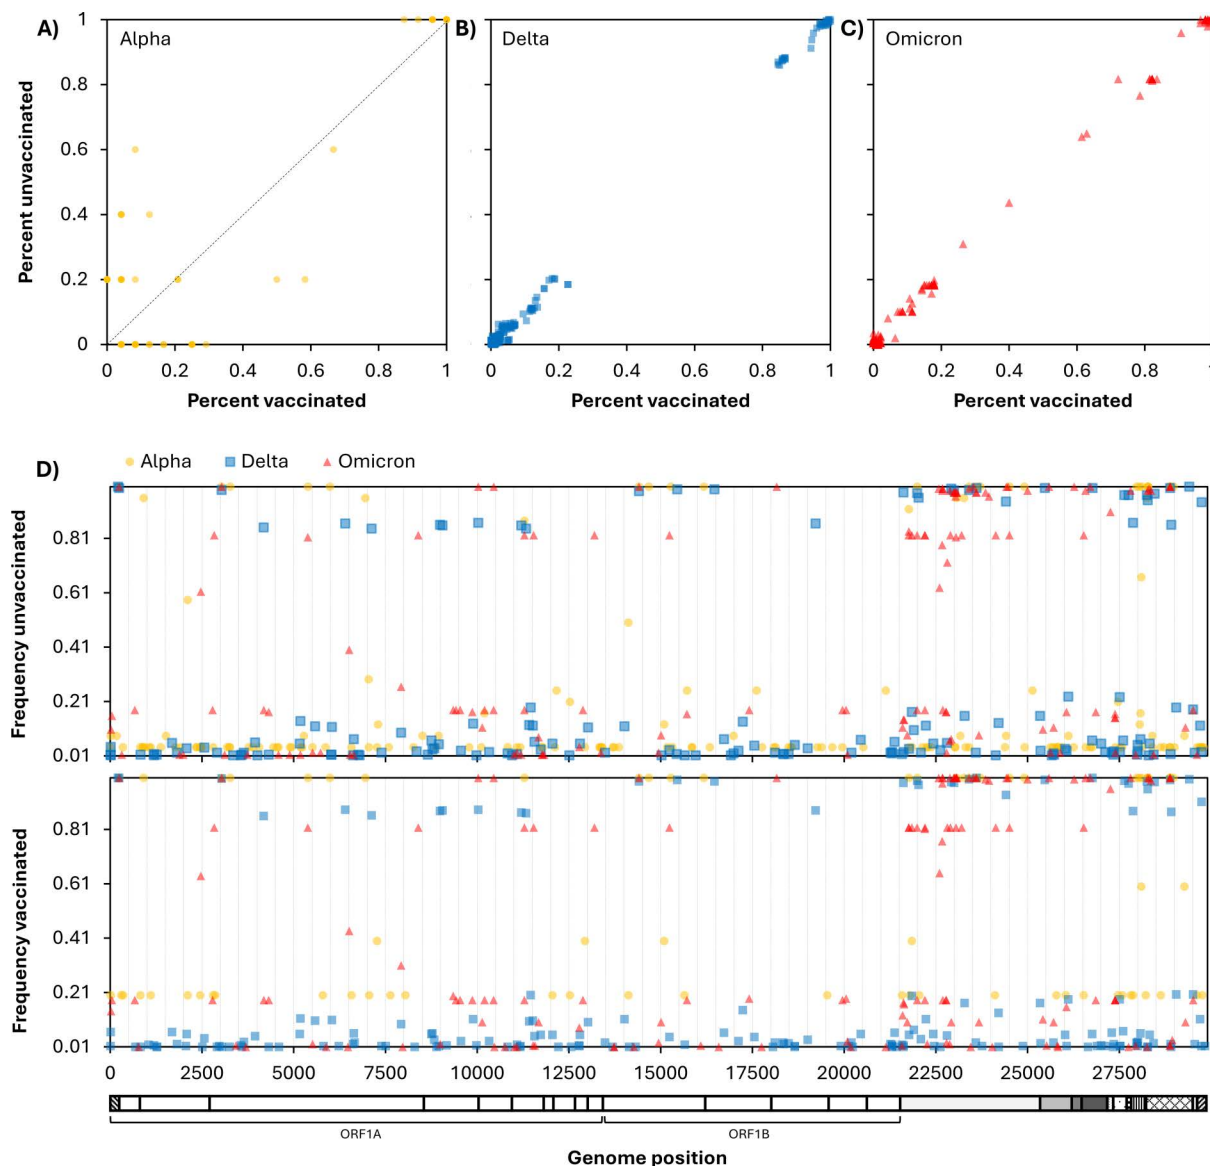 A)
Alpha
Percent unvaccinated
1
0.8
0.6
0.4
0.2
0
0 0.2 0.4 0.6 0.8 1
Percent vaccinated
B)
Delta
0 0.2 0.4 0.6 0.8 1
Percent vaccinated
C)
Omicron
0 0.2 0.4 0.6 0.8 1
Percent vaccinated
D)
Alpha Delta Omicron
Frequency unvaccinated
0.81
0.61
0.41
0.21
0.01
Frequency vaccinated
0.81
0.61
0.41
0.21
0.01
0 2500 5000 7500 10000 12500 15000 17500 20000 22500 25000 27500
ORF1A ORF1B
Genome position